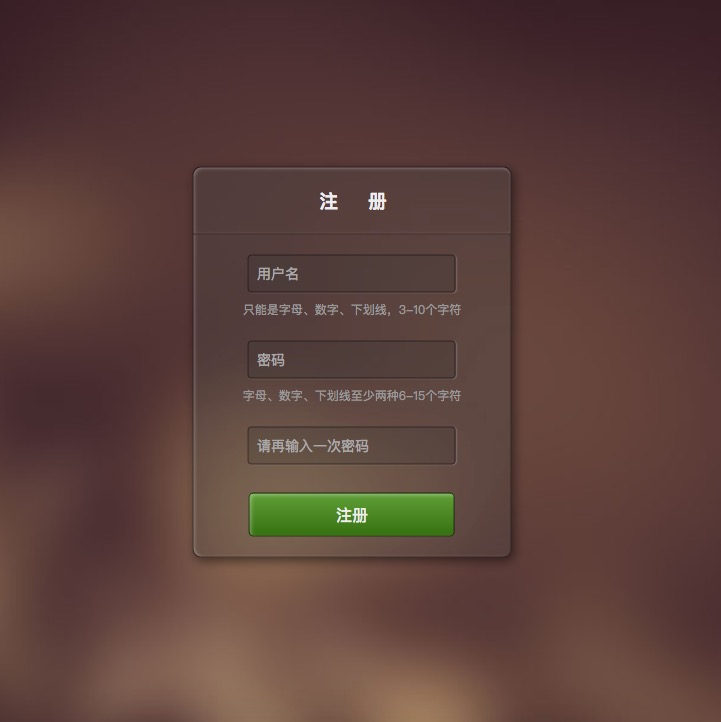 注 册
用户名
只能是字母、数字、下划线，3-10个字符
密码
字母、数字、下划线至少两种6-15个字符
请再输入一次密码
注册